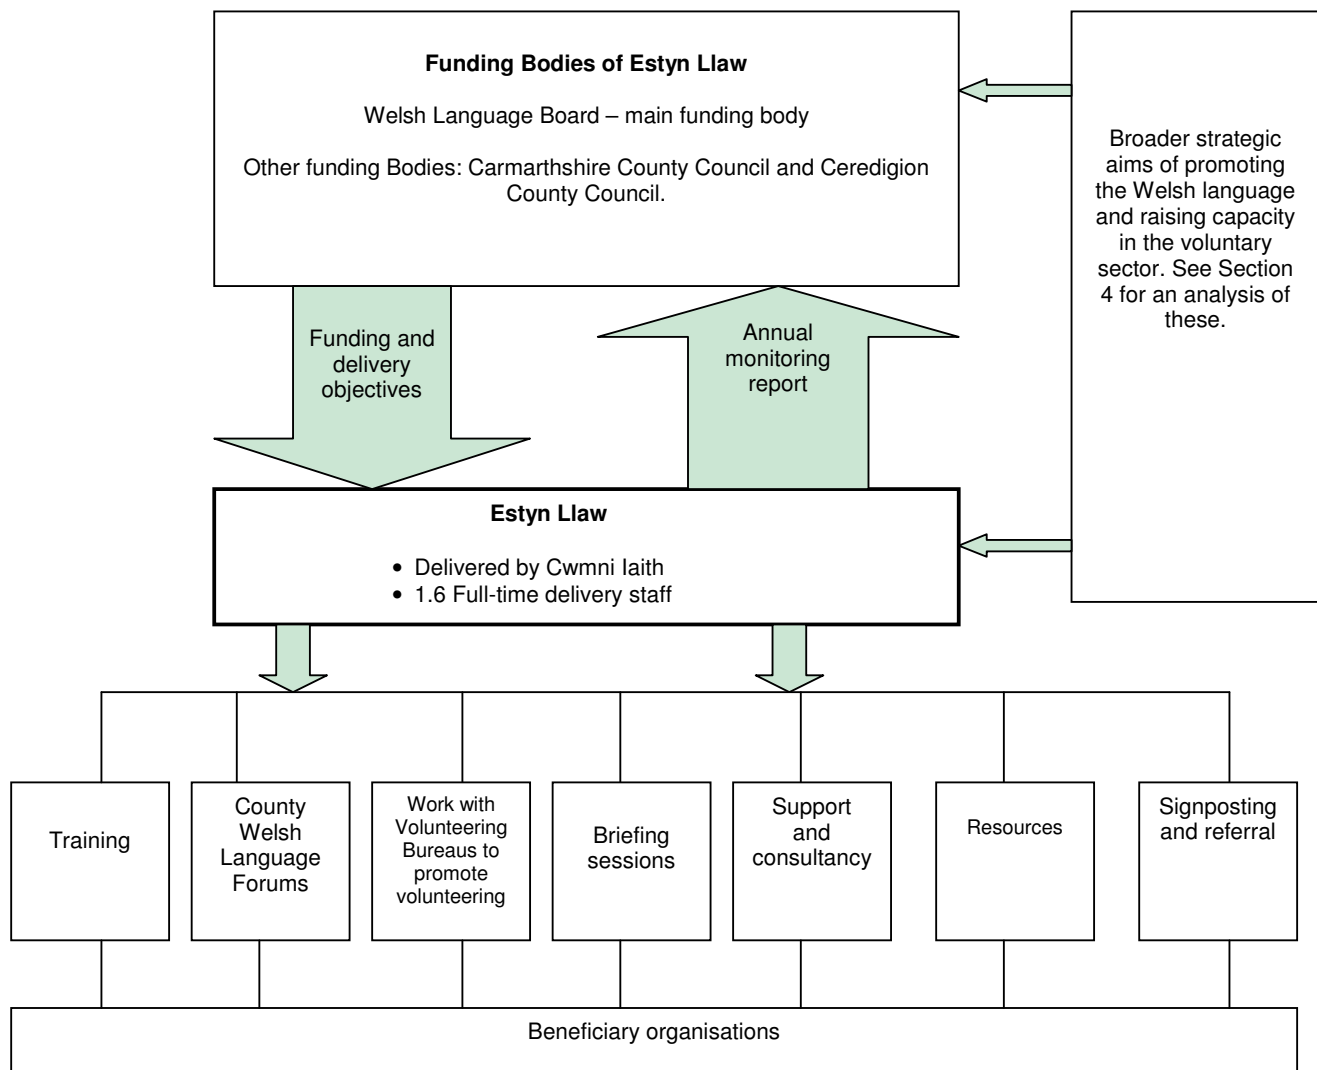 Funding Bodies of Estyn Llaw
Welsh Language Board – main funding body
Other funding Bodies: Carmarthshire County Council and Ceredigion
County Council.
Broader strategic
aims of promoting
the Welsh language
and raising capacity
in the voluntary
sector. See Section
4 for an analysis of
these.
Funding and
delivery
objectives
Annual
monitoring
report
Estyn Llaw
• Delivered by Cwmni Iaith
• 1.6 Full-time delivery staff
Training
County
Welsh
Language
Forums
Work with
Volunteering
Bureaus to
promote
volunteering
Briefing
sessions
Support
and
consultancy
Resources
Signposting
and referral
Beneficiary organisations